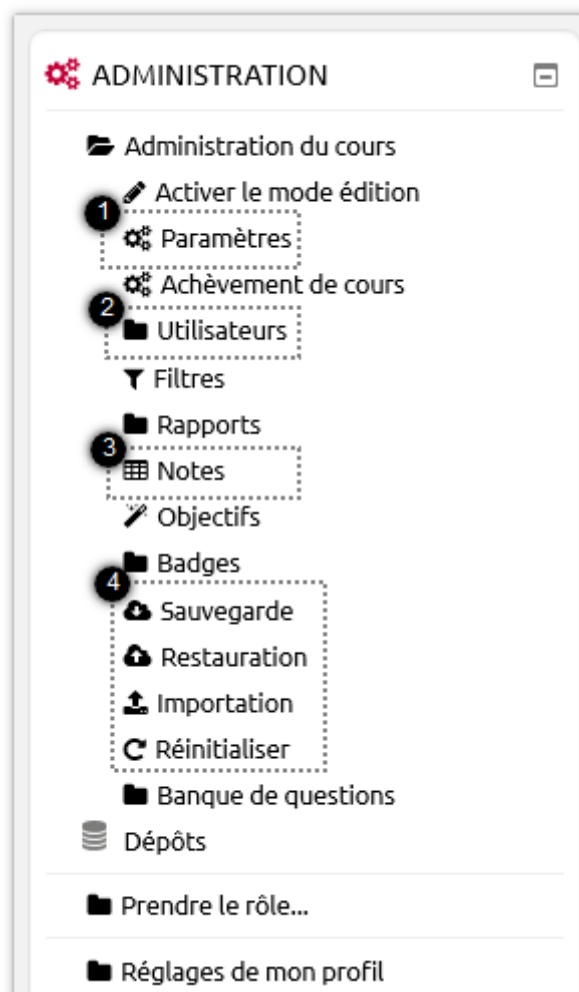 ADMINISTRATION
Administration du cours
Activer le mode édition
1
Paramètres
Achèvement de cours
2
Utilisateurs
Filtres
Rapports
3
Notes
Objectifs
Badges
4
Sauvegarde
Restauration
Importation
Réinitialiser
Banque de questions
Dépôts
Prendre le rôle...
Réglages de mon profil